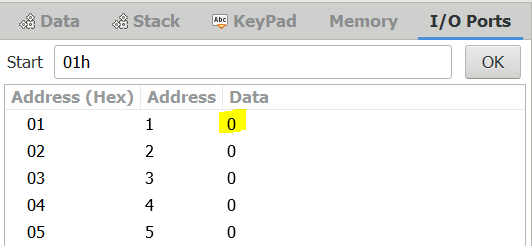 Data Stack Abc KeyPad Memory I/O Ports
Start 01h OK
Address (Hex) Address Data
01 1 0
02 2 0
03 3 0
04 4 0
05 5 0